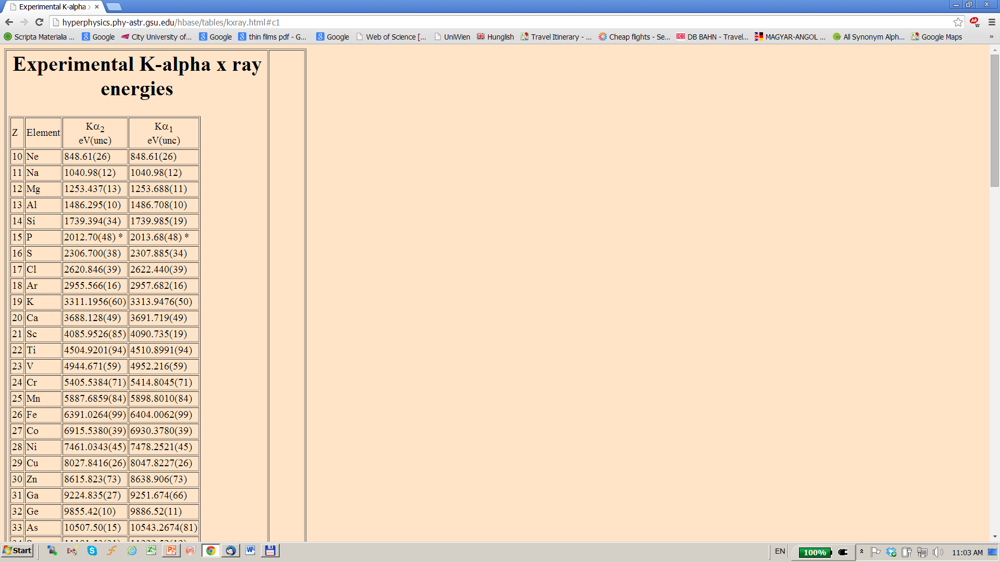 Experimental K-alpha x
hyperphysics.phy-astr.gsu.edu/hbase/tables/kxray.html#c1
Scripta Materialia ... Google City University of... Google thin films pdf - G... Google Web of Science [... UniWien Hunglish Travel Itinerary - ... Cheap flights - Se... DB BAHN - Travel... MAGYAR-ANGOL ... All Synonym Alph... Google Maps »
Experimental K-alpha x ray
energies
Z Element Kα2 eV(unc) Kα1 eV(unc)
10 Ne 848.61(26) 848.61(26)
11 Na 1040.98(12) 1040.98(12)
12 Mg 1253.437(13) 1253.688(11)
13 Al 1486.295(10) 1486.708(10)
14 Si 1739.394(34) 1739.985(19)
15 P 2012.70(48) * 2013.68(48) *
16 S 2306.700(38) 2307.885(34)
17 Cl 2620.846(39) 2622.440(39)
18 Ar 2955.566(16) 2957.682(16)
19 K 3311.1956(60) 3313.9476(50)
20 Ca 3688.128(49) 3691.719(49)
21 Sc 4085.9526(85) 4090.735(19)
22 Ti 4504.9201(94) 4510.8991(94)
23 V 4944.671(59) 4952.216(59)
24 Cr 5405.5384(71) 5414.8045(71)
25 Mn 5887.6859(84) 5898.8010(84)
26 Fe 6391.0264(99) 6404.0062(99)
27 Co 6915.5380(39) 6930.3780(39)
28 Ni 7461.0343(45) 7478.2521(45)
29 Cu 8027.8416(26) 8047.8227(26)
30 Zn 8615.823(73) 8638.906(73)
31 Ga 9224.835(27) 9251.674(66)
32 Ge 9855.42(10) 9886.52(11)
33 As 10507.50(15) 10543.2674(81)
Start EN 100% 11:03 AM